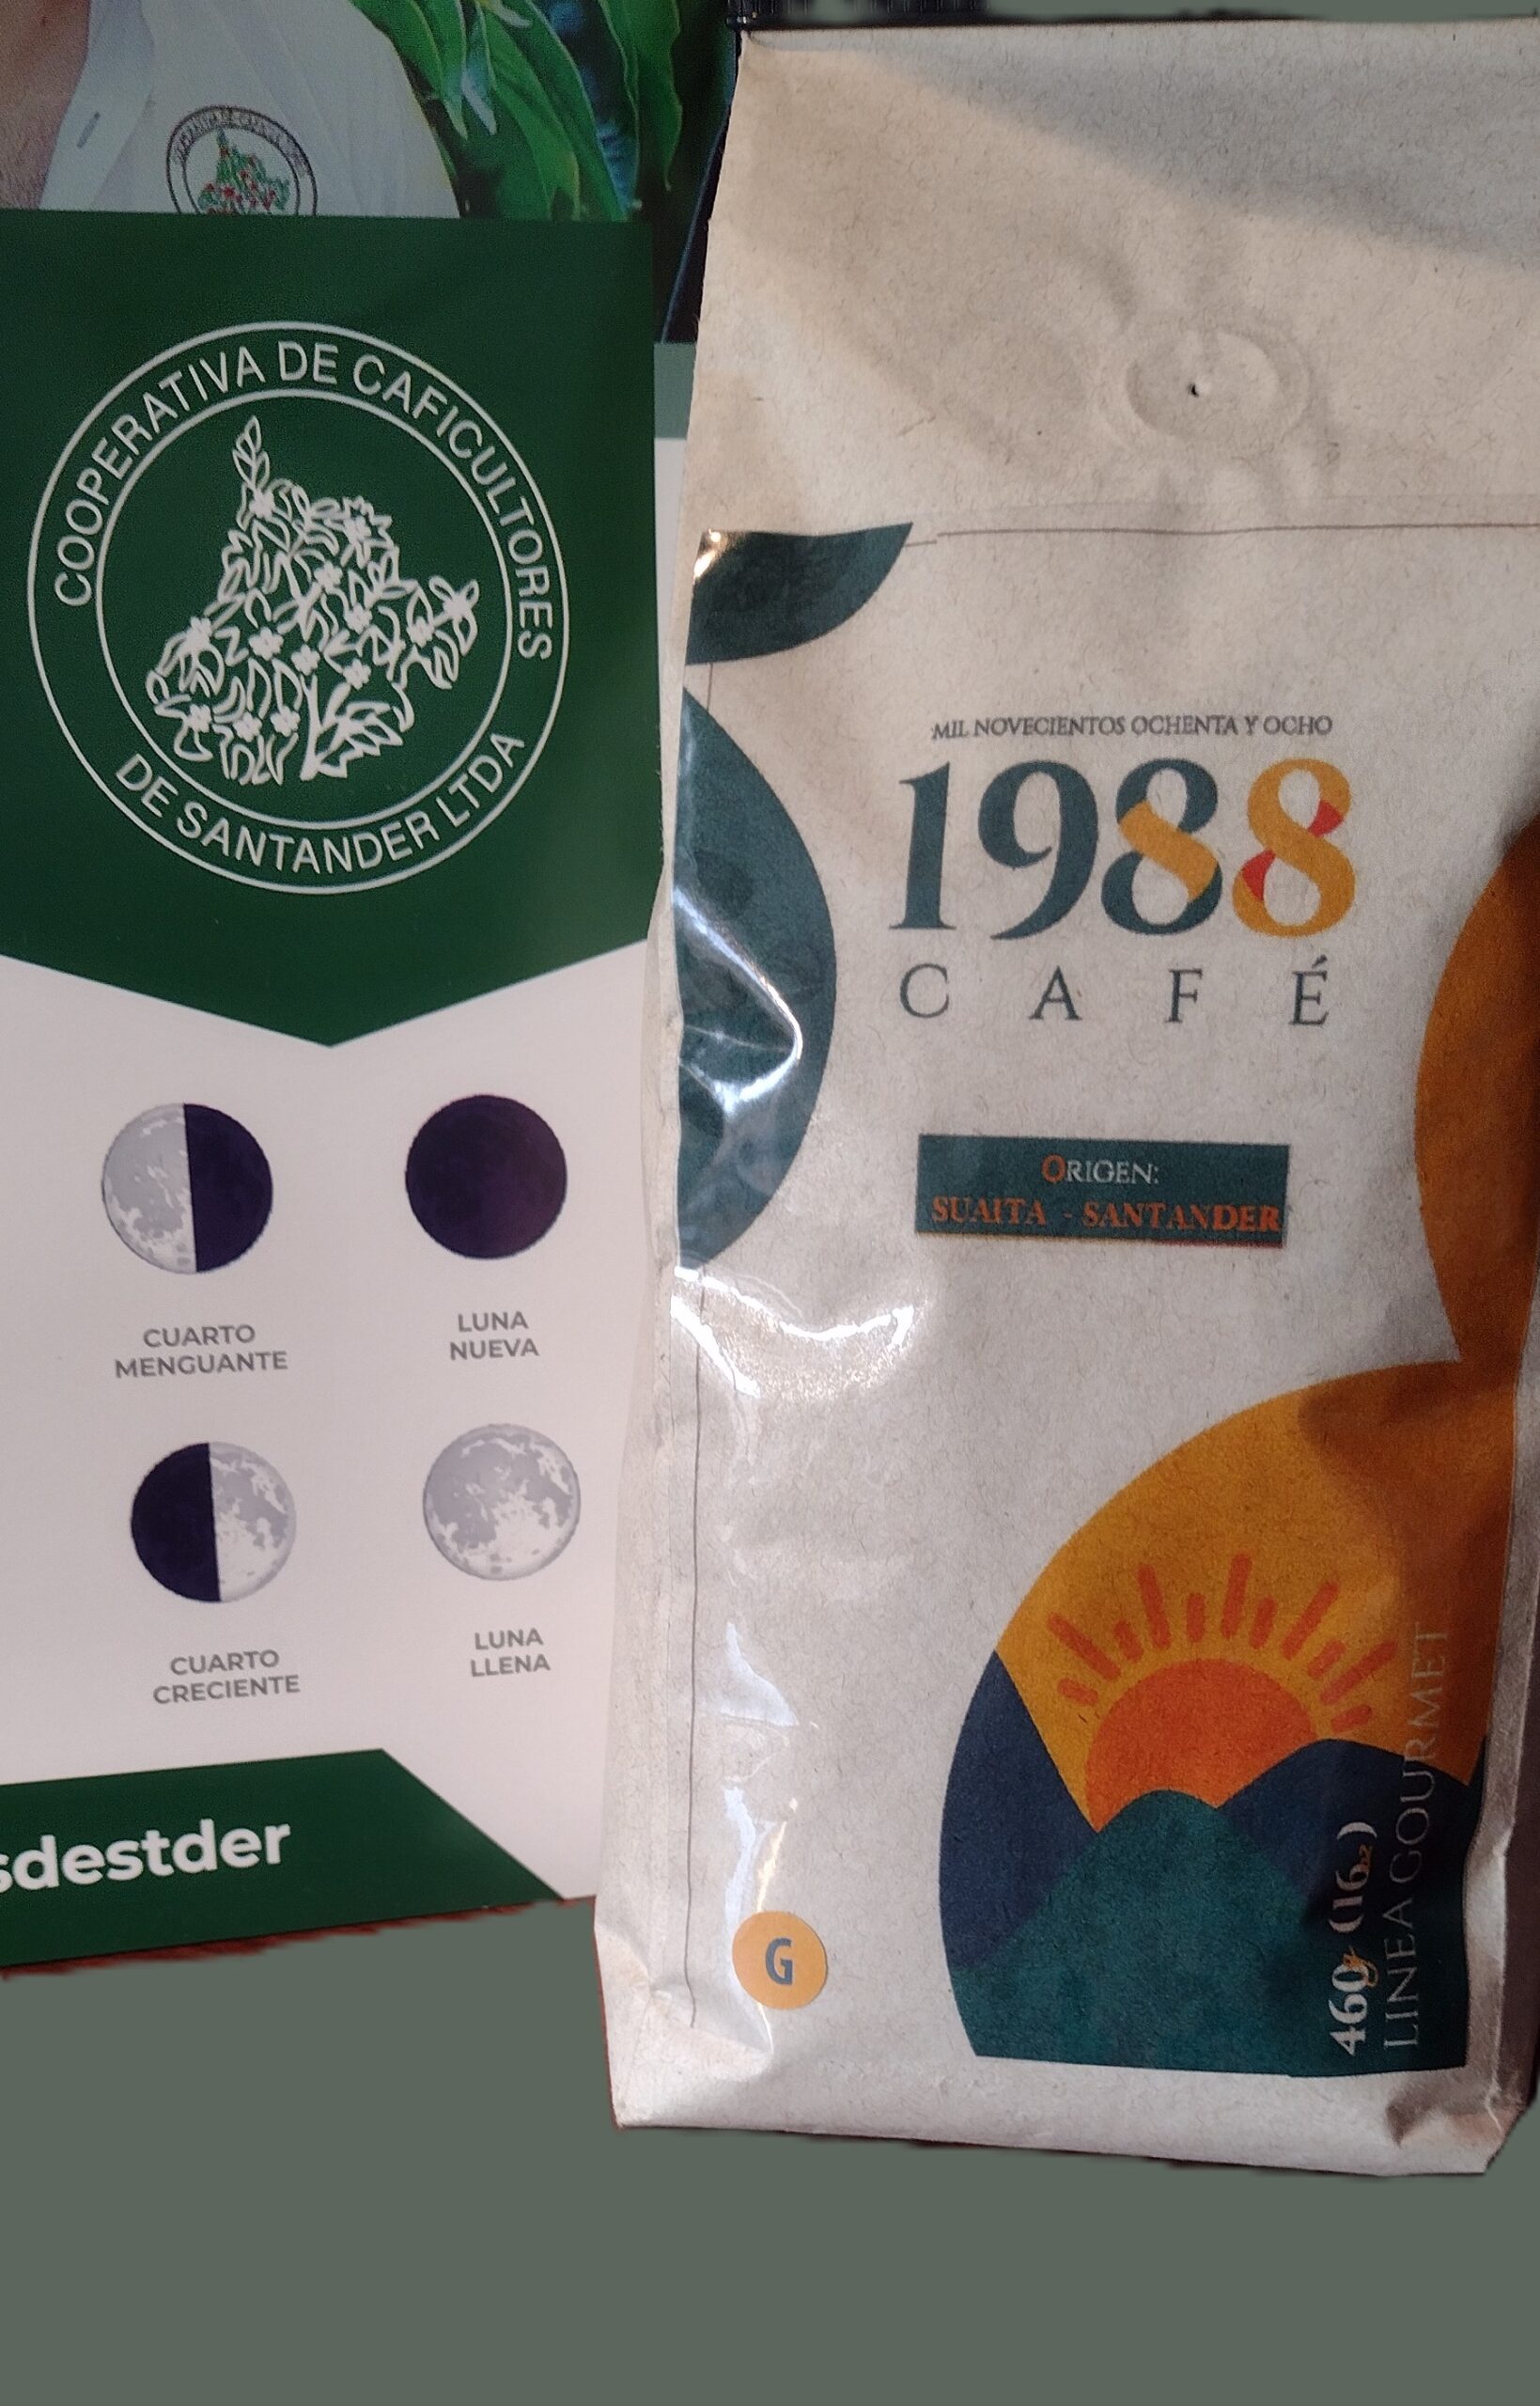 COOPERATIVA DE CAFICULTORES
DE SANTANDER LTDA
CUARTO
MENGUANTE
LUNA
NUEVA
CUARTO
CRECIENTE
LUNA
LLENA
sdestder
MIL NOVECIENTOS OCHENTA Y OCHO
1988
CAFÉ
ORIGEN:
SUAITA - SANTANDER
G
460g (16oz)
LINEA GOURMET